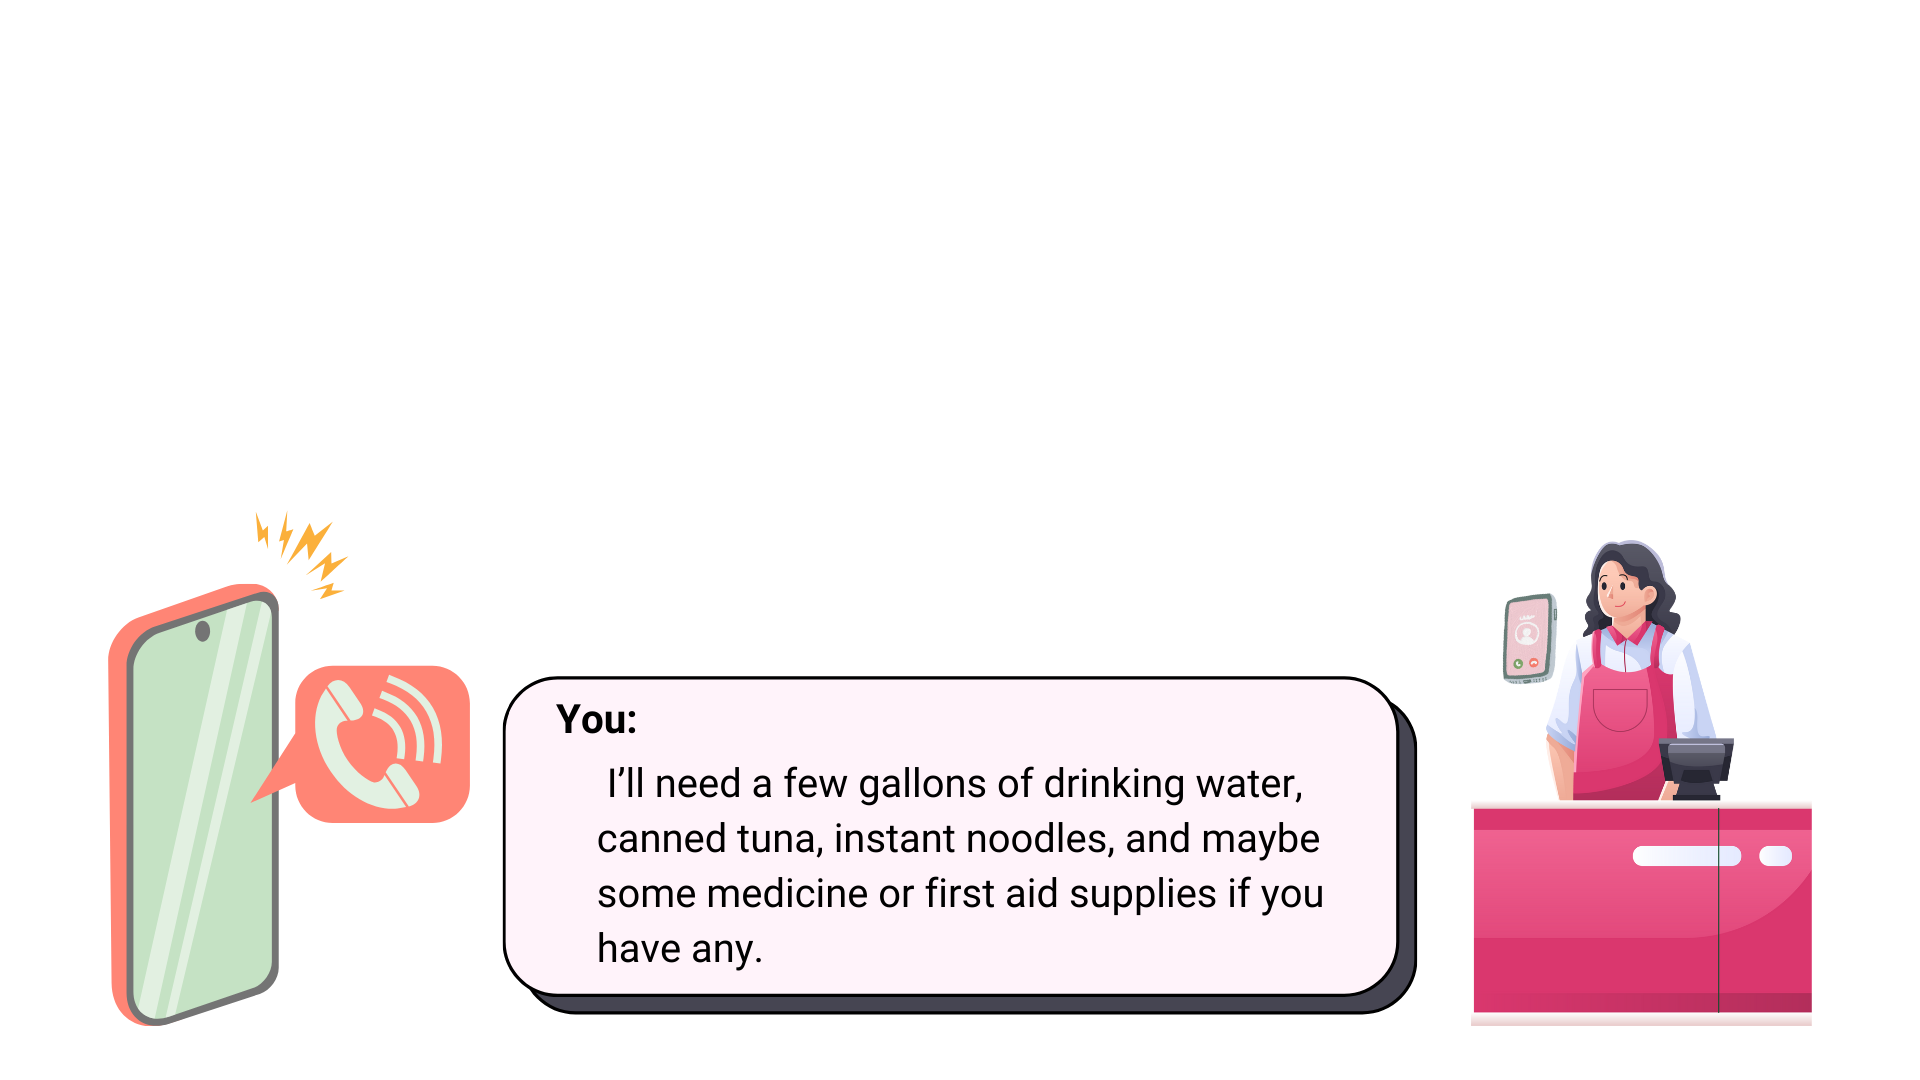 You:
I’ll need a few gallons of drinking water,
canned tuna, instant noodles, and maybe
some medicine or first aid supplies if you
have any.